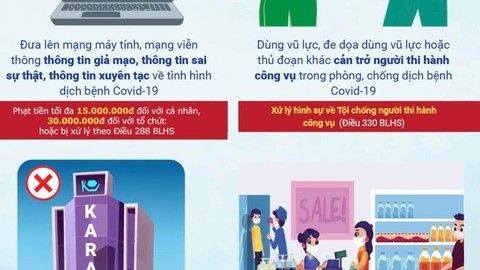 Đưa lên mạng máy tính, mạng viễn
thông thông tin giả mạo, thông tin sai
sự thật, thông tin xuyên tạc về tình hình
dịch bệnh Covid-19
Phạt tiền tối đa 15.000.000đ đối với cá nhân,
30.000.000đ đối với tổ chức
hoặc bị xử lý theo Điều 288 BLHS
Dùng vũ lực, đe dọa dùng vũ lực hoặc
thủ đoạn khác cản trở người thi hành
công vụ trong phòng, chống dịch bệnh
Covid-19
Xử lý hình sự về Tội chống người thi hành
công vụ (Điều 330 BLHS)
KARA
SALE!